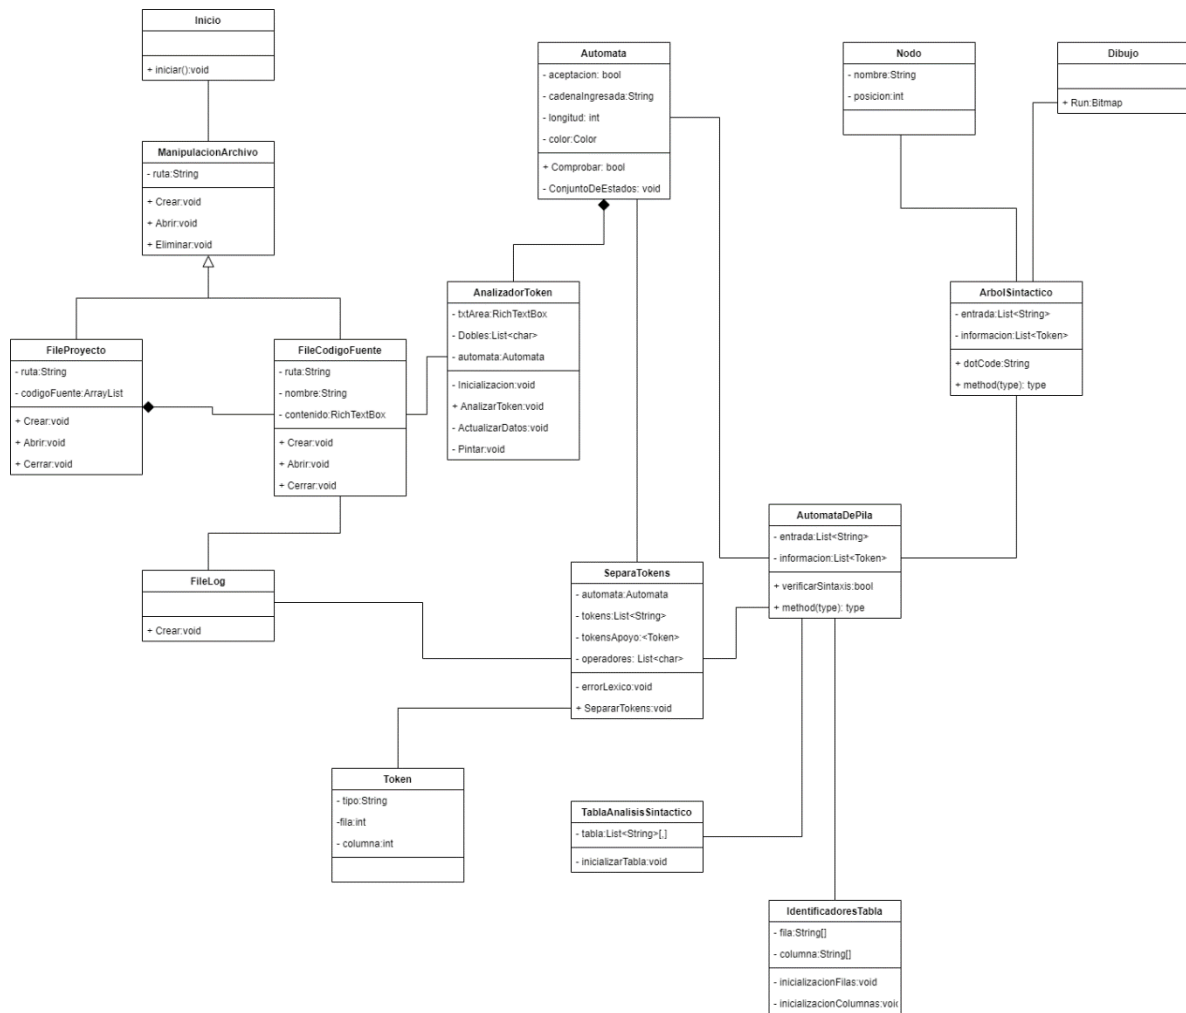 Inicio
+ iniciar():void
ManipulacionArchivo
- ruta:String
+ Crear:void
+ Abrir:void
+ Eliminar:void
FileProyecto
- ruta:String
- codigoFuente:ArrayList
+ Crear:void
+ Abrir:void
+ Cerrar:void
FileCodigoFuente
- ruta:String
- nombre:String
- contenido:RichTextBox
+ Crear:void
+ Abrir:void
+ Cerrar:void
FileLog
+ Crear:void
Automata
- aceptacion: bool
- cadenaIngresada:String
- longitud: int
- color:Color
+ Comprobar: bool
- ConjuntoDeEstados: void
AnalizadorToken
- txtArea:RichTextBox
- Dobles:List<char>
- automata:Automata
- Inicializacion:void
+ AnalizarToken:void
- ActualizarDatos:void
- Pintar:void
SeparaTokens
- automata:Automata
- tokens:List<String>
- tokensApoyo:<Token>
- operadores: List<char>
- errorLexico:void
+ SepararTokens:void
Token
- tipo:String
-fila:int
- columna:int
Nodo
- nombre:String
- posicion:int
Dibujo
+ Run:Bitmap
ArbolSintactico
- entrada:List<String>
- informacion:List<Token>
+ dotCode:String
+ method(type): type
AutomataDePila
- entrada:List<String>
- informacion:List<Token>
+ verificarSintaxis:bool
+ method(type): type
TablaAnalisisSintactico
- tabla:List<String>[,]
- inicializarTabla:void
IdentificadoresTabla
- fila:String[]
- columna:String[]
- inicializacionFilas:void
- inicializacionColumnas:voi